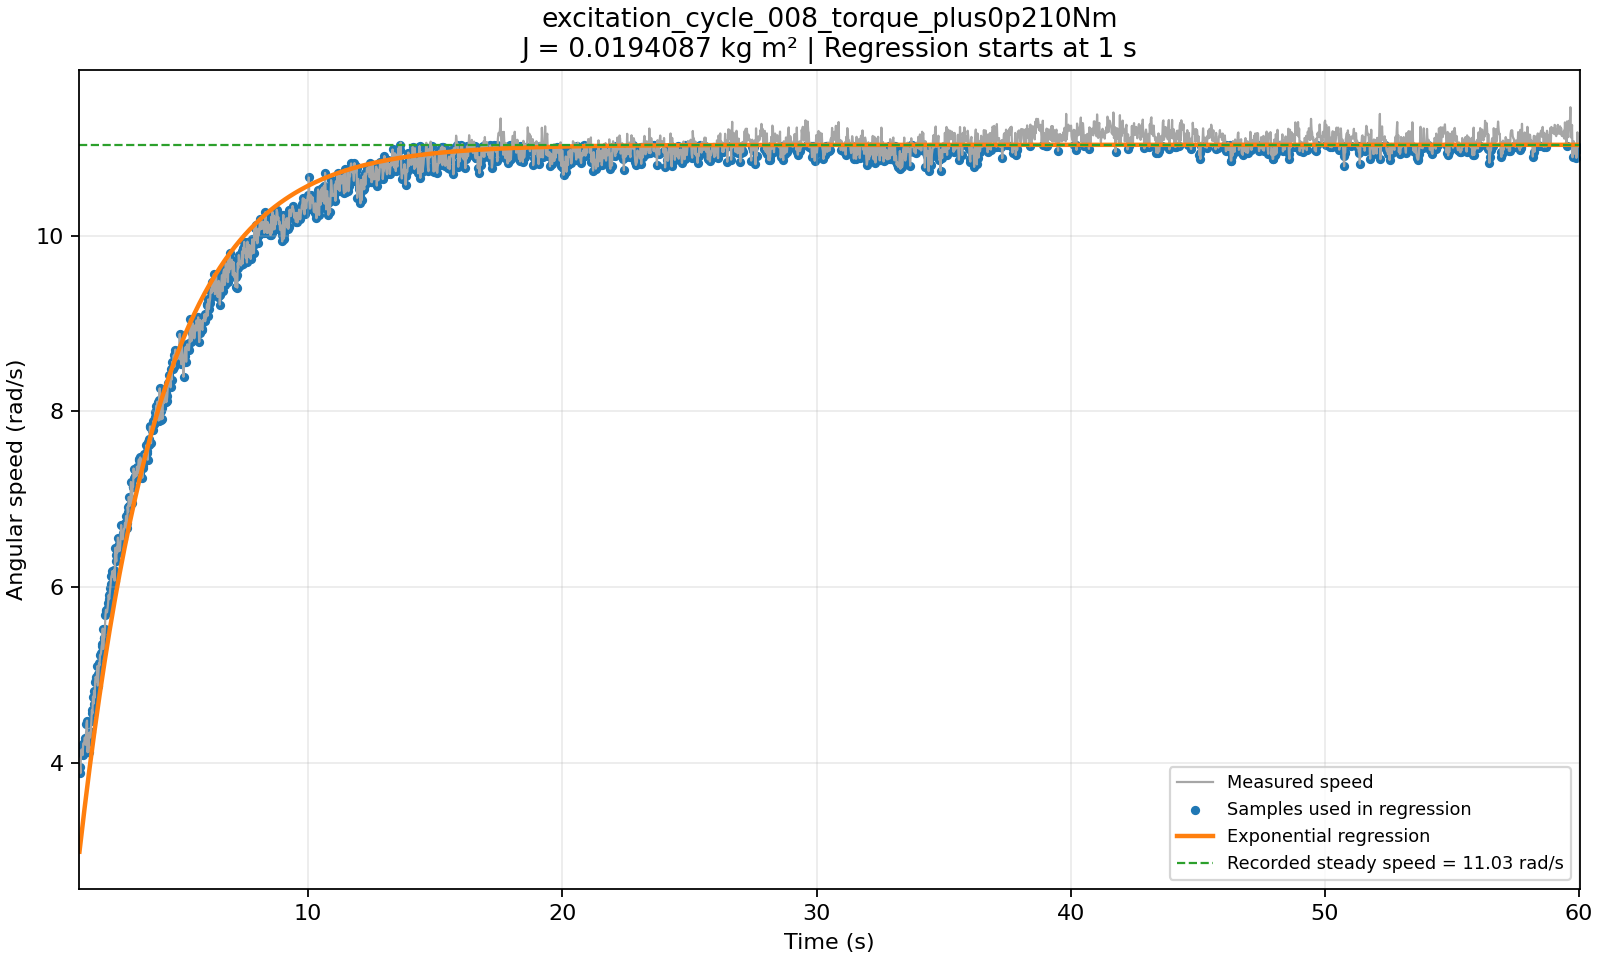 excitation_cycle_008_torque_plus0p210Nm
J = 0.0194087 kg m² | Regression starts at 1 s
Angular speed (rad/s)
10
8
6
4
Measured speed
Samples used in regression
Exponential regression
Recorded steady speed = 11.03 rad/s
10 20 30 40 50 60
Time (s)